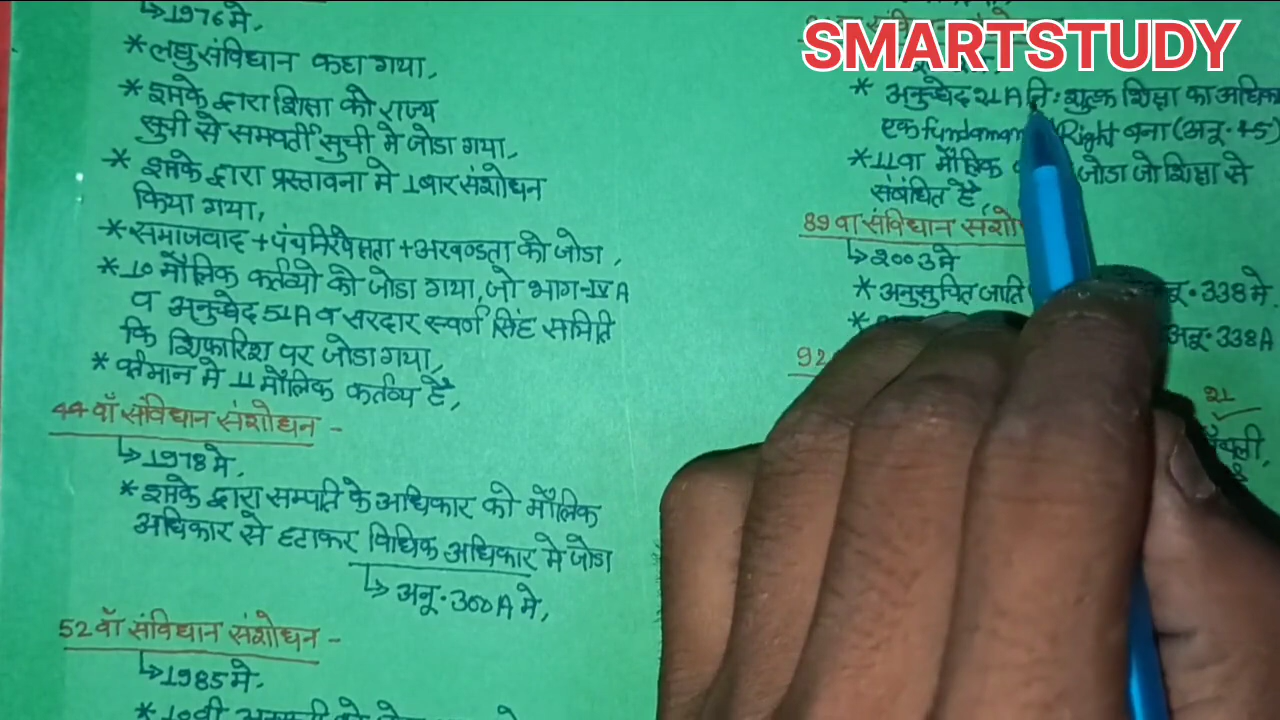 ↳1976 मे,
* लघु संविधान कहा गया,
* इसके द्वारा शिक्षा को राज्य
सुची से समवर्ती सुची मे जोडा गया,
* इसके द्वारा प्रस्तावना मे 1 बार संशोधन
किया गया,
* समाजवाद + पंथनिरपेक्षता + अखण्डता को जोडा,
* 10 मौलिक कर्तव्यो को जोडा गया, जो भाग-IV A
व अनुच्छेद 51A व सरदार स्वर्ण सिंह समिति
कि शिफारिश पर जोडा गया,
* वर्तमान मे 11 मौलिक कर्तव्य है,
44 वाँ संविधान संशोधन -
↳1978 मे,
* इसके द्वारा सम्पति के अधिकार को मौलिक
अधिकार से हटाकर विधिक अधिकार मे जोडा
↳ अनू. 300A मे,
52 वाँ संविधान संशोधन -
↳1985 मे,
* 10वी
SMARTSTUDY
* अनुच्छेद 21A नि: शुल्क शिक्षा का
एक Right बना (अनू. 45)
* 11वा मौलिक जोडा जो शिक्षा से
संबंधित है,
89 वा संविधान
↳2003 मे
* अनुसुचित जाति अनू. 338 मे,
* अनू. 338A
92
21